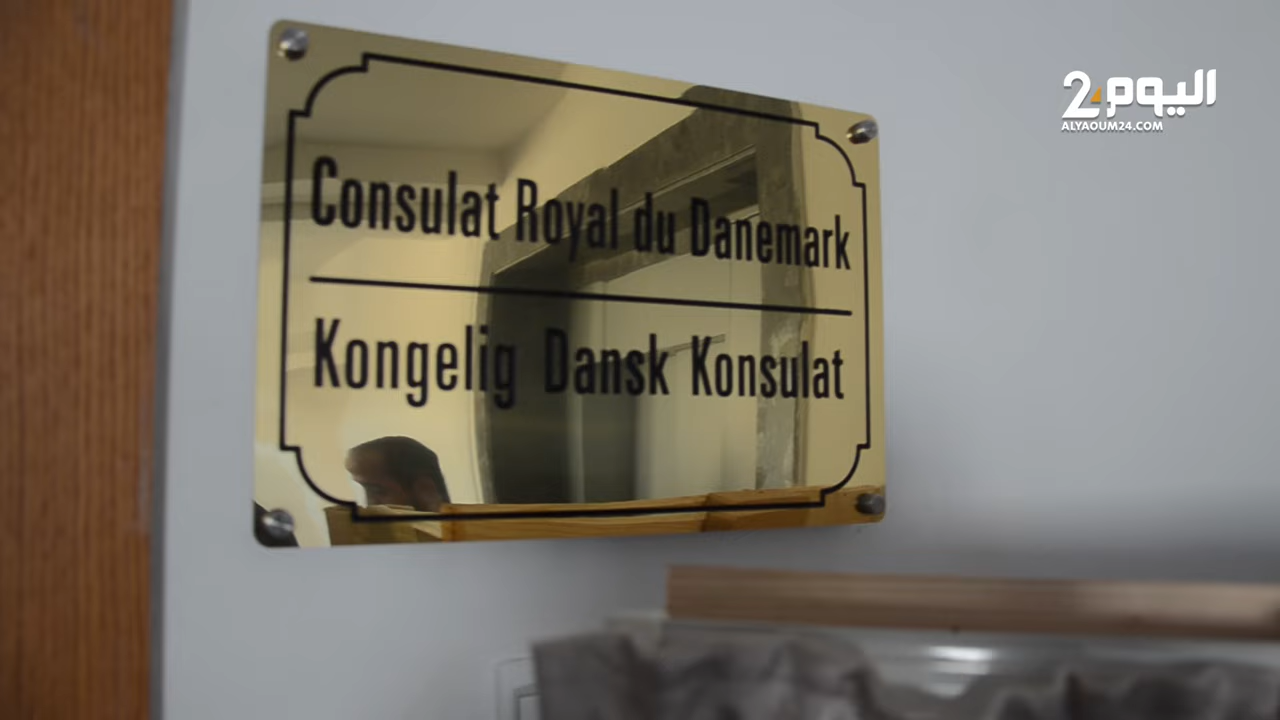 Consulat Royal du Danemark
Kongelig Dansk Konsulat
اليوم24
ALYAOUM24.COM